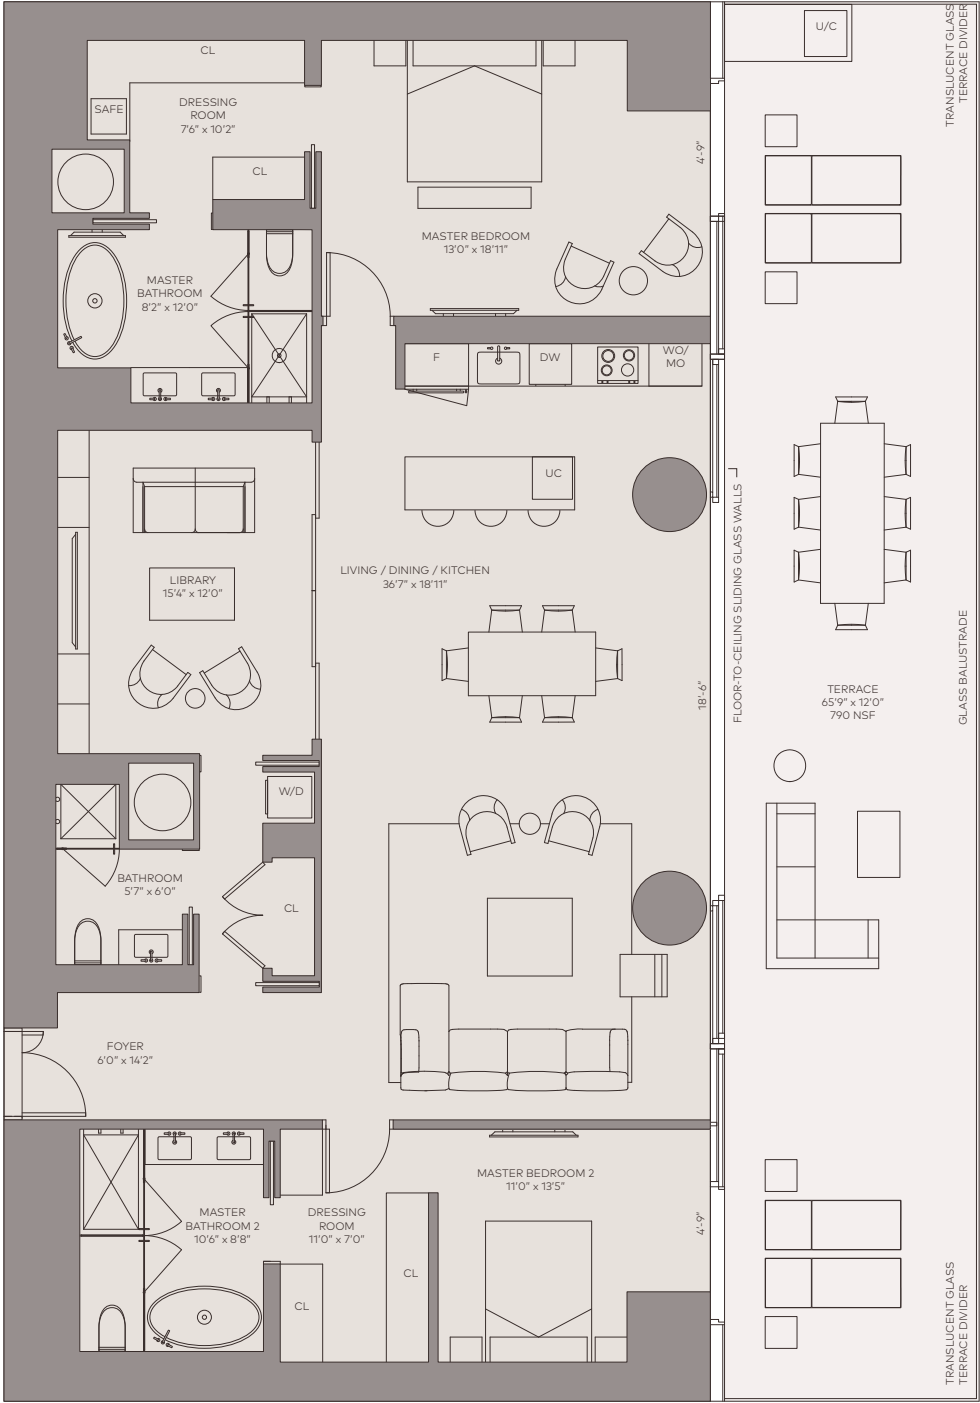 CL
SAFE
DRESSING
ROOM
7'6" x 10'2"
CL
MASTER BEDROOM
13'0" x 18'11"
4'-9"
U/C
TRANSLUCENT GLASS
TERRACE DIVIDER
MASTER
BATHROOM
8'2" x 12'0"
F
DW
WO/
MO
UC
LIVING / DINING / KITCHEN
36'7" x 18'11"
LIBRARY
15'4" x 12'0"
FLOOR-TO-CEILING SLIDING GLASS WALLS
18'-6"
TERRACE
65'9" x 12'0"
790 NSF
GLASS BALUSTRADE
W/D
BATHROOM
5'7" x 6'0"
CL
FOYER
6'0" x 14'2"
MASTER BEDROOM 2
11'0" x 13'5"
MASTER
BATHROOM 2
10'6" x 8'8"
DRESSING
ROOM
11'0" x 7'0"
CL
CL
4'-9"
TRANSLUCENT GLASS
TERRACE DIVIDER